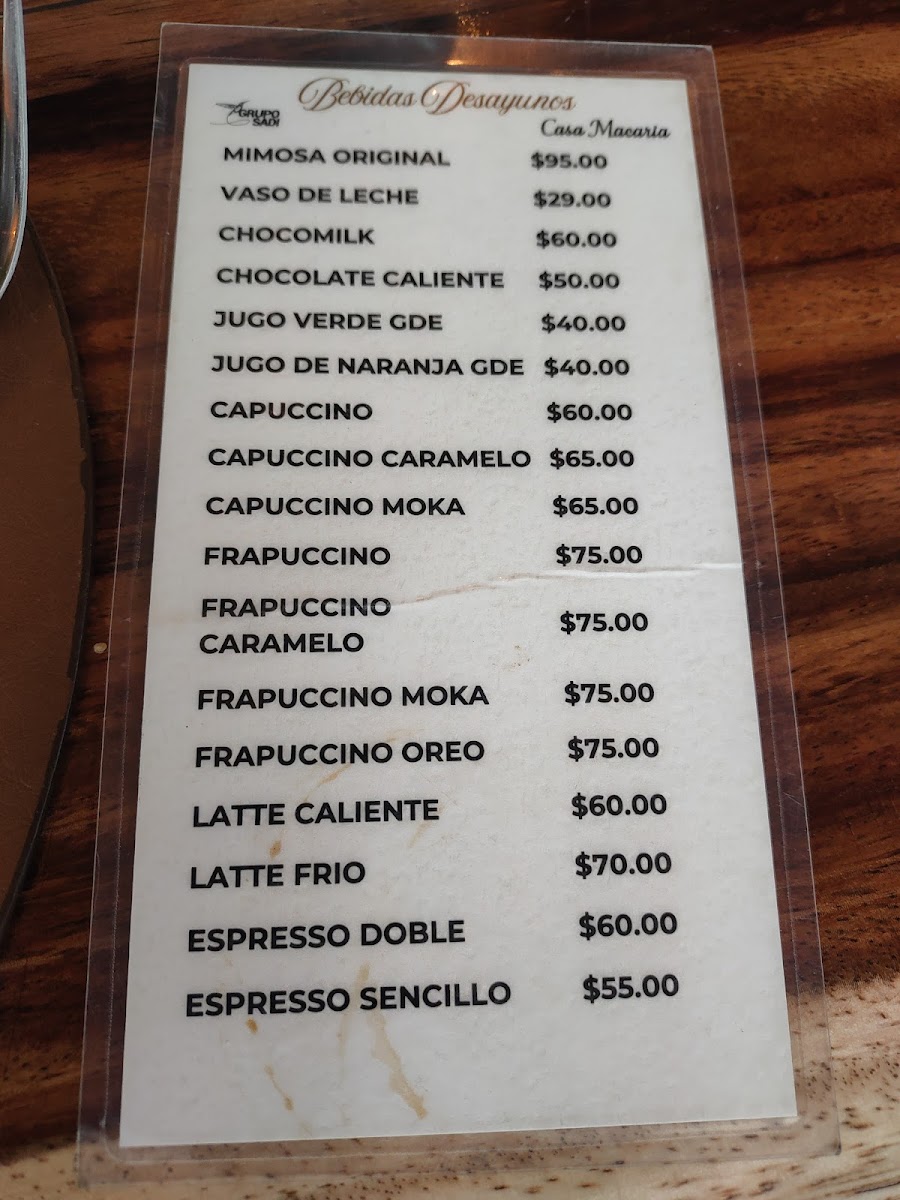 Bebidas Desayunos
GRUPO
SADI
Casa Macaria
MIMOSA ORIGINAL $95.00
VASO DE LECHE $29.00
CHOCOMILK $60.00
CHOCOLATE CALIENTE $50.00
JUGO VERDE GDE $40.00
JUGO DE NARANJA GDE $40.00
CAPUCCINO $60.00
CAPUCCINO CARAMELO $65.00
CAPUCCINO MOKA $65.00
FRAPUCCINO $75.00
FRAPUCCINO
CARAMELO $75.00
FRAPUCCINO MOKA $75.00
FRAPUCCINO OREO $75.00
LATTE CALIENTE $60.00
LATTE FRIO $70.00
ESPRESSO DOBLE $60.00
ESPRESSO SENCILLO $55.00